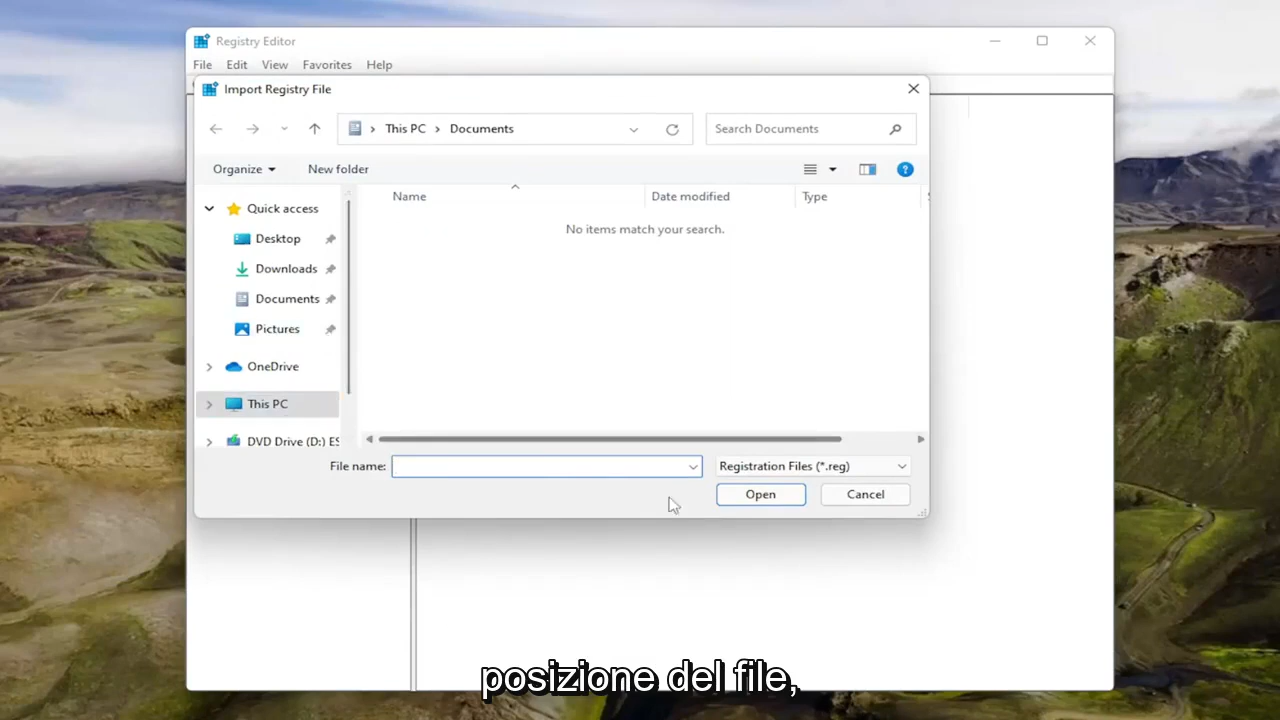 Registry Editor
File Edit View Favorites Help
Import Registry File
This PC Documents
Search Documents
Organize New folder
Name Date modified Type
No items match your search.
Quick access
Desktop
Downloads
Documents
Pictures
OneDrive
This PC
DVD Drive (D:) ES
File name:
Registration Files (*.reg)
Open Cancel
posizione del file,